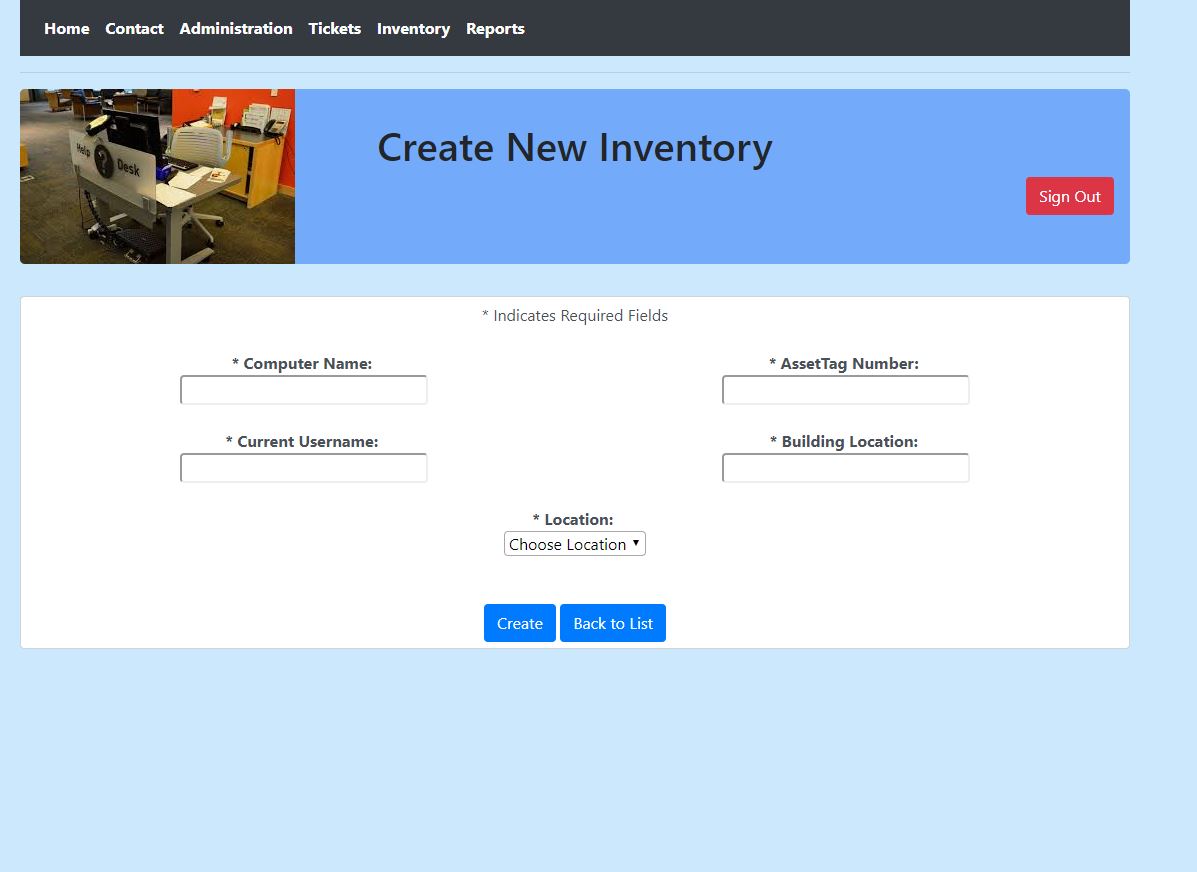 Home Contact Administration Tickets Inventory Reports
Create New Inventory
Help ? Desk
Sign Out
* Indicates Required Fields
* Computer Name: * AssetTag Number:
* Current Username: * Building Location:
* Location:
Choose Location
Create Back to List